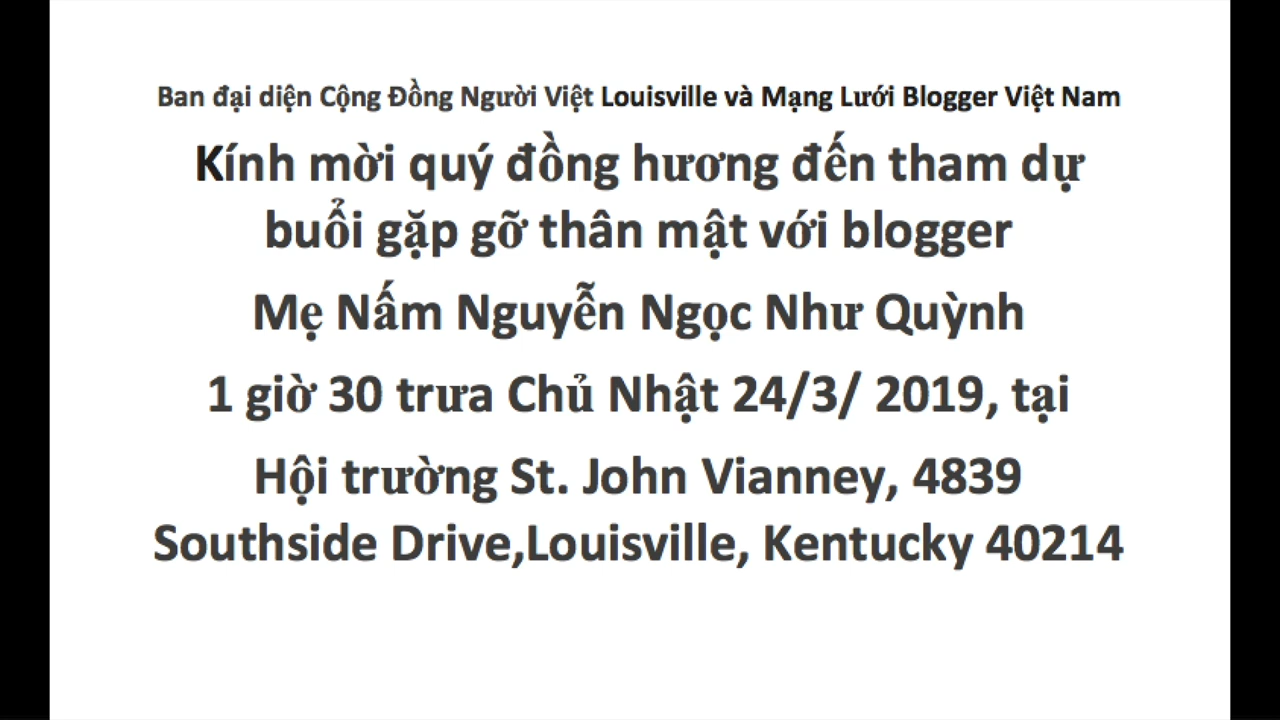 Ban đại diện Cộng Đồng Người Việt Louisville và Mạng Lưới Blogger Việt Nam
Kính mời quý đồng hương đến tham dự
buổi gặp gỡ thân mật với blogger
Mẹ Nấm Nguyễn Ngọc Như Quỳnh
1 giờ 30 trưa Chủ Nhật 24/3/ 2019, tại
Hội trường St. John Vianney, 4839
Southside Drive,Louisville, Kentucky 40214